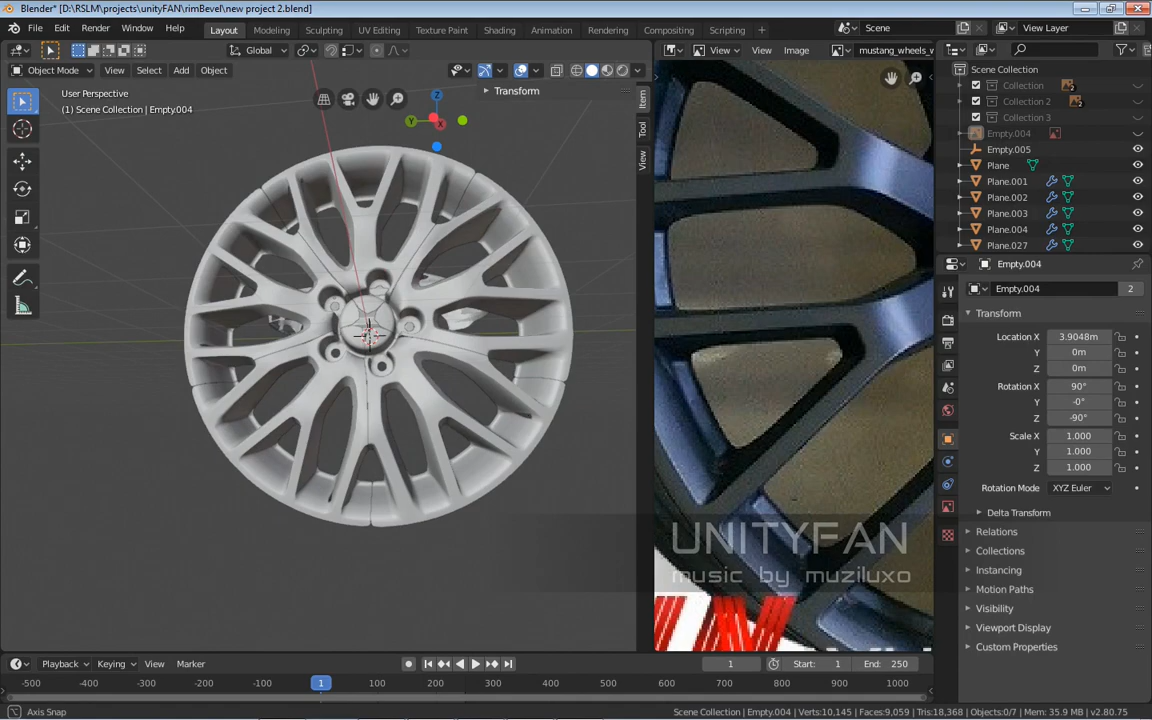 Blender* [D:\RSLM\projects\unityFAN\rimBevel\new project 2.blend]
File Edit Render Window Help Layout Modeling Sculpting UV Editing Texture Paint Shading Animation Rendering Compositing Scripting + Scene View Layer
Global View View Image mustang_wheels_w
Object Mode View Select Add Object
User Perspective
(1) Scene Collection | Empty.004
Transform
Item
Tool
View
Z
Y
X
Scene Collection
Collection
Collection 2
Collection 3
Empty.004
Empty.005
Plane
Plane.001
Plane.002
Plane.003
Plane.004
Plane.027
Empty.004
Empty.004 2
Transform
Location X 3.9048m
Y 0m
Z 0m
Rotation X 90°
Y -0°
Z -90°
Scale X 1.000
Y 1.000
Z 1.000
Rotation Mode XYZ Euler
Delta Transform
Relations
Collections
Instancing
Motion Paths
Visibility
Viewport Display
Custom Properties
UNITYFAN
music by muziluxo
Playback Keying View Marker 1 Start: 1 End: 250
-500 -400 -300 -200 -100 1 100 200 300 400 500 600 700 800 900 1000
Axis Snap
Scene Collection | Empty.004 | Verts:10,145 | Faces:9,059 | Tris:18,368 | Objects:0/7 | Mem: 35.9 MB | v2.80.75